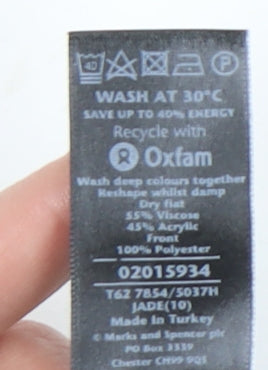 40 P
WASH AT 30°C
SAVE UP TO 40% ENERGY
Recycle with
Oxfam
Wash deep colours together
Reshape whilst damp
Dry flat
55% Viscose
45% Acrylic
Front
100% Polyester
02015934
T62 7854/5037H
JADE(10)
Made In Turkey
© Marks and Spencer plc
PO Box 3339
Chester CH99 9QS